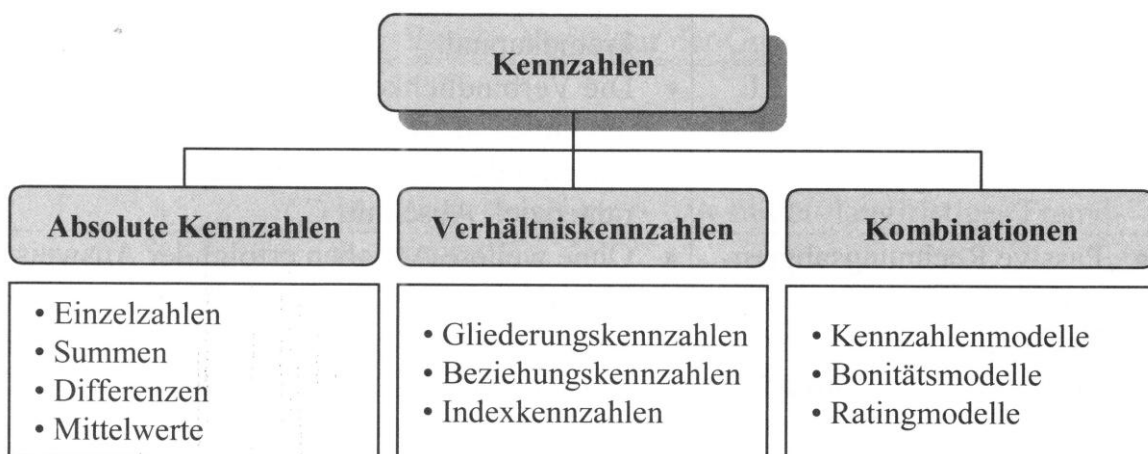 Kennzahlen
Absolute Kennzahlen
• Einzelzahlen
• Summen
• Differenzen
• Mittelwerte
Verhältniskennzahlen
• Gliederungskennzahlen
• Beziehungskennzahlen
• Indexkennzahlen
Kombinationen
• Kennzahlenmodelle
• Bonitätsmodelle
• Ratingmodelle